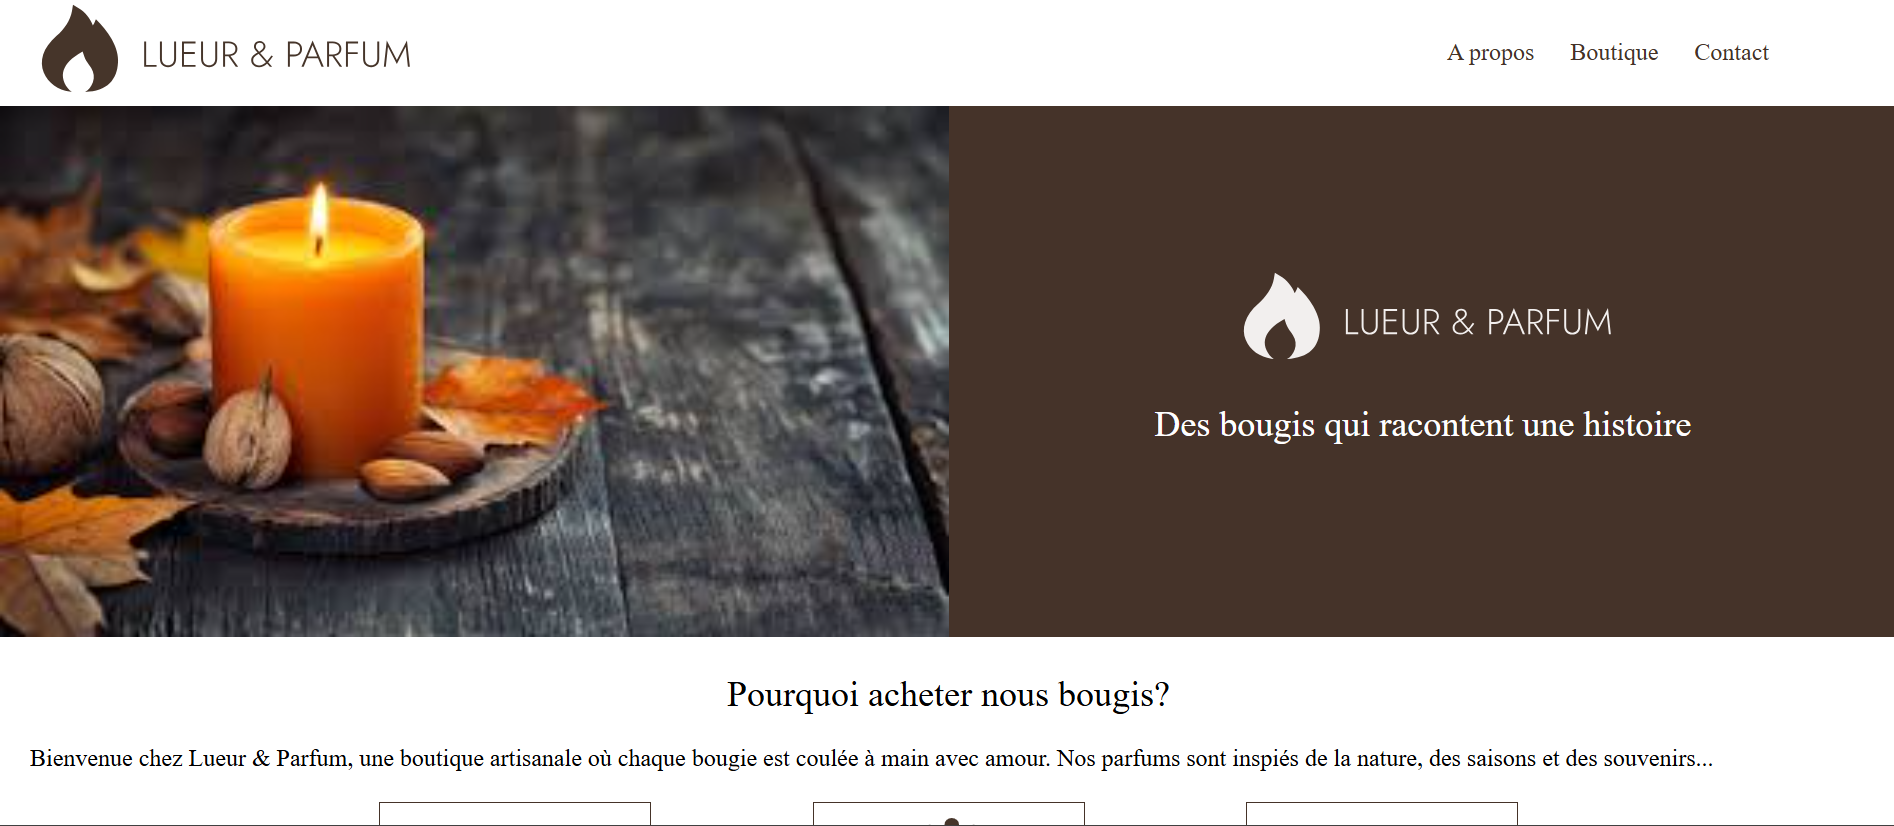 LUEUR & PARFUM
A propos Boutique Contact
LUEUR & PARFUM
Des bougis qui racontent une histoire
Pourquoi acheter nous bougis?
Bienvenue chez Lueur & Parfum, une boutique artisanale où chaque bougie est coulée à main avec amour. Nos parfums sont inspiés de la nature, des saisons et des souvenirs...